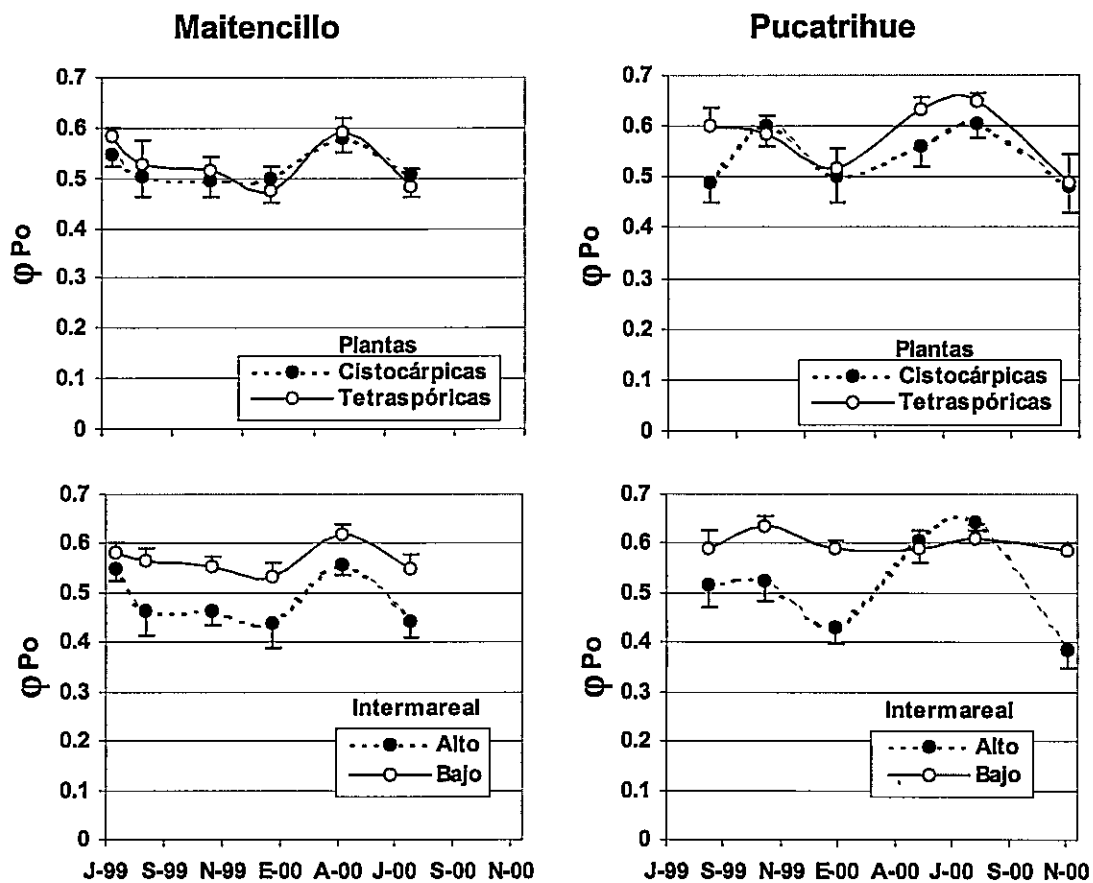 Maitencillo
Pucatrihue
0.7
0.6
0.5
0.4
0.3
0.2
0.1
0
φPo
Plantas
Cistocárpicas
Tetraspóricas
0.7
0.6
0.5
0.4
0.3
0.2
0.1
0
φPo
Plantas
Cistocárpicas
Tetraspóricas
0.7
0.6
0.5
0.4
0.3
0.2
0.1
0
φPo
Intermareal
Alto
Bajo
J-99 S-99 N-99 E-00 A-00 J-00 S-00 N-00
0.7
0.6
0.5
0.4
0.3
0.2
0.1
0
φPo
Intermareal
Alto
Bajo
J-99 S-99 N-99 E-00 A-00 J-00 S-00 N-00